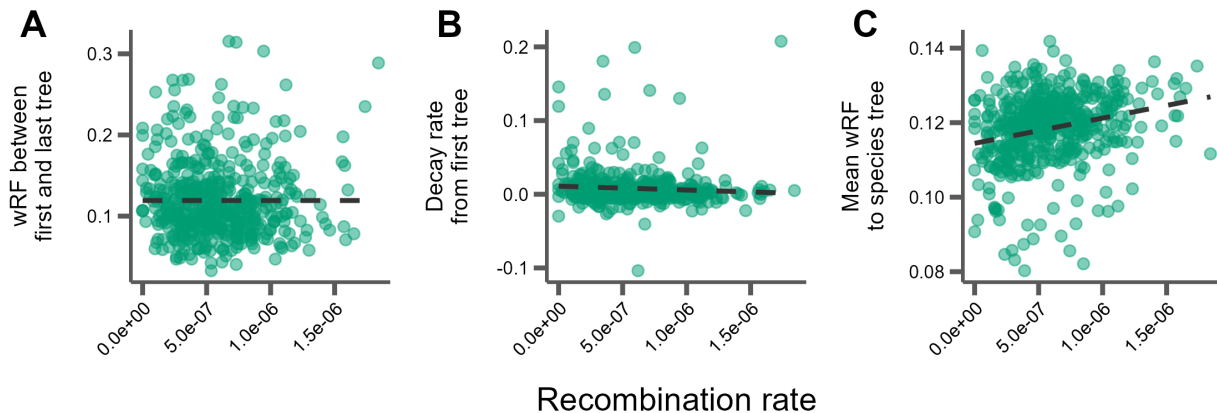 A
wRF between
first and last tree
0.3
0.2
0.1
0.0e+00
5.0e-07
1.0e-06
1.5e-06
B
Decay rate
from first tree
0.2
0.1
0.0
-0.1
0.0e+00
5.0e-07
1.0e-06
1.5e-06
C
Mean wRF
to species tree
0.14
0.12
0.10
0.08
0.0e+00
5.0e-07
1.0e-06
1.5e-06
Recombination rate